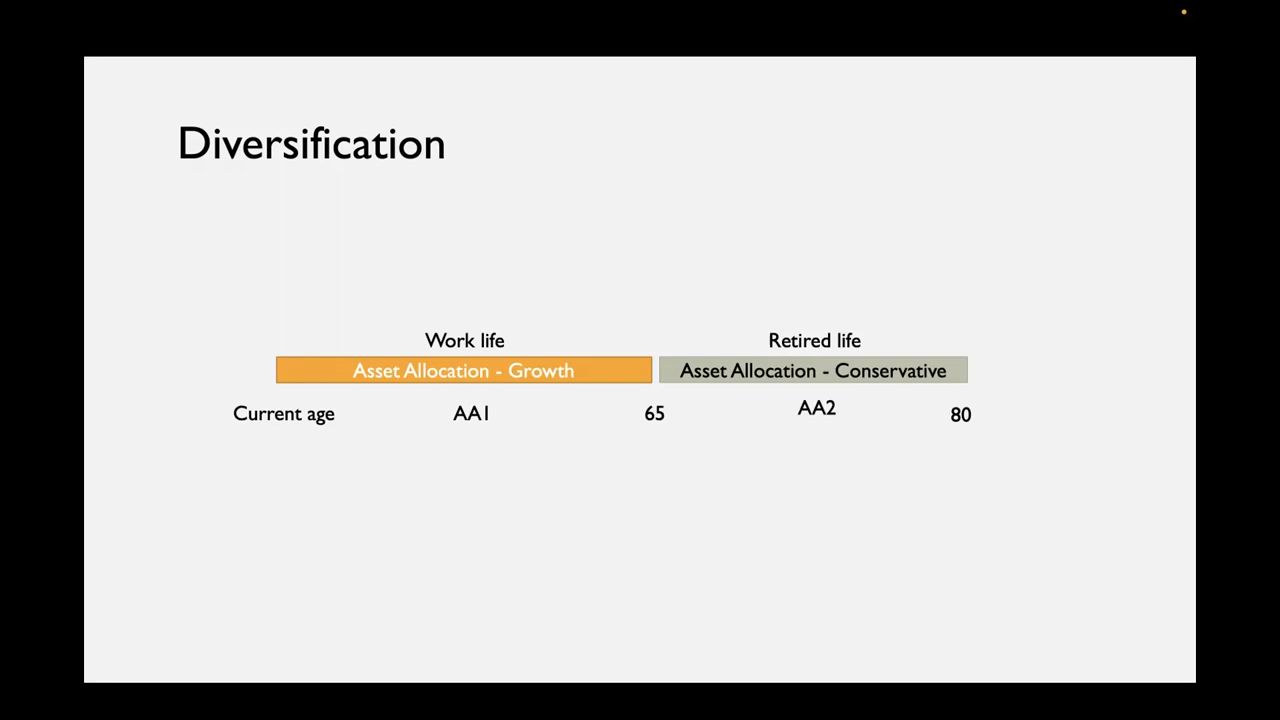 Diversification
Work life
Retired life
Asset Allocation - Growth
Asset Allocation - Conservative
Current age
AA1
65
AA2
80